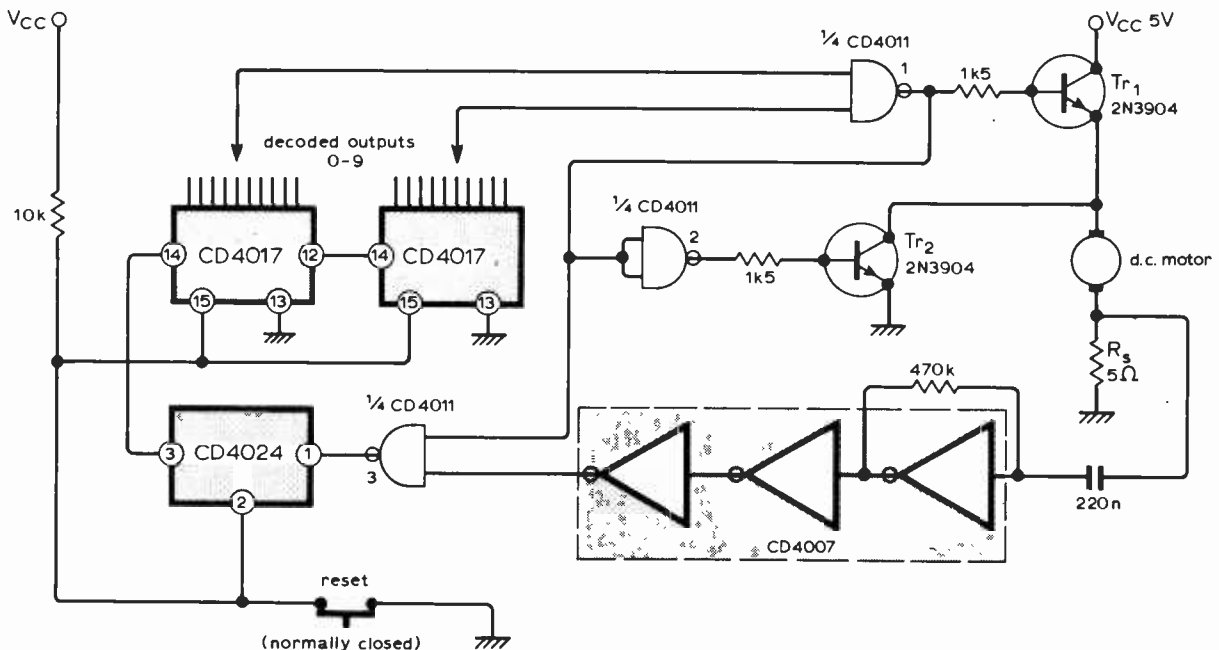 VCC
VCC 5V
¼ CD4011
1
1k5
Tr1
2N3904
decoded outputs
0-9
10k
¼ CD4011
14
CD4017
12
14
CD4017
2
1k5
Tr2
2N3904
d.c. motor
15
13
15
13
Rs
5Ω
470k
¼ CD4011
3
CD4024
1
3
2
220n
CD4007
reset
(normally closed)